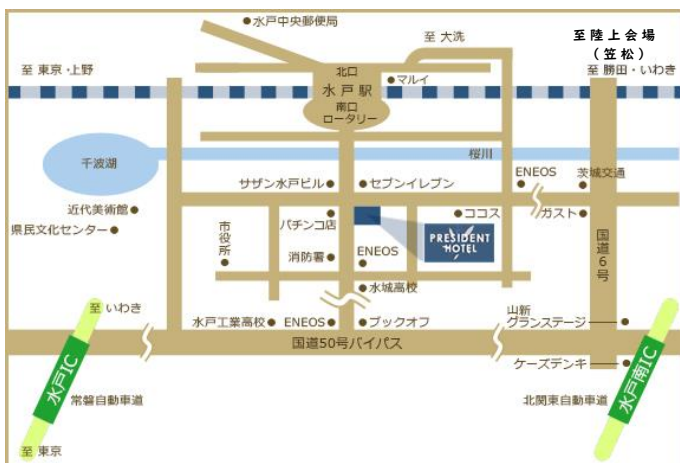 水戸中央郵便局
至 大洗
至陸上会場
（笠松）
至 東京・上野
北口
マルイ
至 勝田・いわき
水戸駅
南口
ロータリー
千波湖
桜川
ENEOS
茨城交通
サザン水戸ビル
セブンイレブン
近代美術館
県民文化センター
市役所
パチンコ店
消防署
ENEOS
PRESIDENT
HOTEL
ココス
ガスト
国道6号
水城高校
至 いわき
水戸工業高校
ENEOS
ブックオフ
山新
グランステージ
国道50号バイパス
ケーズデンキ
水戸IC
常磐自動車道
北関東自動車道
水戸南IC
至 東京